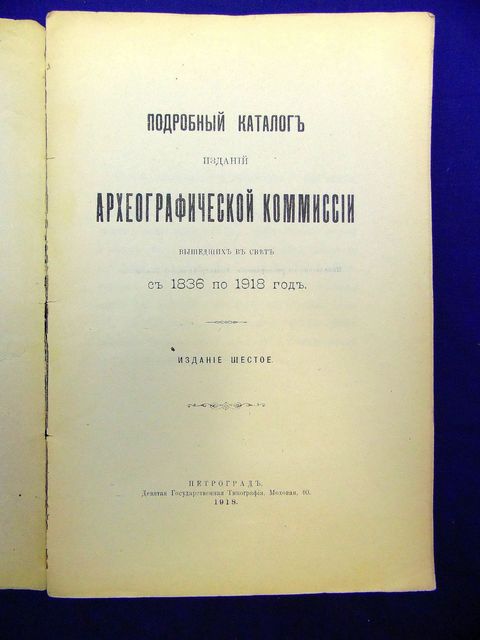 ПОДРОБНЫЙ КАТАЛОГЪ
ИЗДАНІЙ
АРХЕОГРАФИЧЕСКОЙ КОММИССІИ
ВЫШЕДШИХЪ ВЪ СВѢТЪ
съ 1836 по 1918 годъ.
ИЗДАНІЕ ШЕСТОЕ.
ПЕТРОГРАДЪ.
Девятая Государственная Типографія. Моховая, 40.
1918.